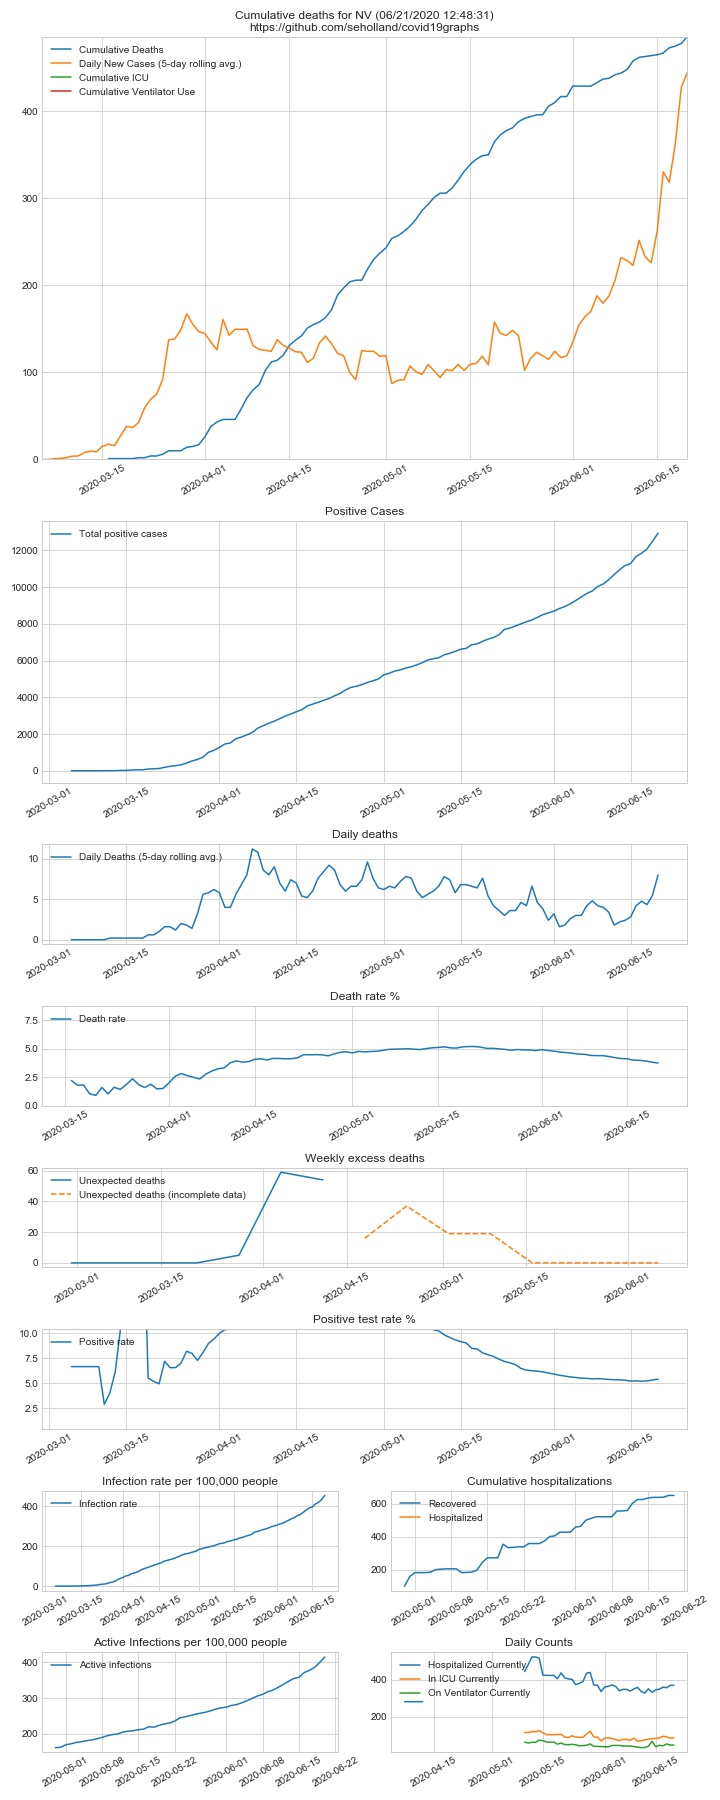 Cumulative deaths for NV (06/21/2020 12:48:31)
https://github.com/seholland/covid19graphs
Cumulative Deaths
Daily New Cases (5-day rolling avg.)
Cumulative ICU
Cumulative Ventilator Use
400
300
200
100
0
2020-03-15 2020-04-01 2020-04-15 2020-05-01 2020-05-15 2020-06-01 2020-06-15
Positive Cases
Total positive cases
12000
10000
8000
6000
4000
2000
0
2020-03-01 2020-03-15 2020-04-01 2020-04-15 2020-05-01 2020-05-15 2020-06-01 2020-06-15
Daily deaths
Daily Deaths (5-day rolling avg.)
10
5
0
2020-03-01 2020-03-15 2020-04-01 2020-04-15 2020-05-01 2020-05-15 2020-06-01 2020-06-15
Death rate %
Death rate
7.5
5.0
2.5
0.0
2020-03-15 2020-04-01 2020-04-15 2020-05-01 2020-05-15 2020-06-01 2020-06-15
Weekly excess deaths
Unexpected deaths
Unexpected deaths (incomplete data)
60
40
20
0
2020-03-01 2020-03-15 2020-04-01 2020-04-15 2020-05-01 2020-05-15 2020-06-01
Positive test rate %
Positive rate
10.0
7.5
5.0
2.5
2020-03-01 2020-03-15 2020-04-01 2020-04-15 2020-05-01 2020-05-15 2020-06-01 2020-06-15
Infection rate per 100,000 people
Infection rate
400
200
0
2020-03-01 2020-03-15 2020-04-01 2020-04-15 2020-05-01 2020-05-15 2020-06-01 2020-06-15
Cumulative hospitalizations
Recovered
Hospitalized
600
400
200
2020-05-01 2020-05-08 2020-05-15 2020-05-22 2020-06-01 2020-06-08 2020-06-15 2020-06-22
Active Infections per 100,000 people
Active infections
400
300
200
2020-05-01 2020-05-08 2020-05-15 2020-05-22 2020-06-01 2020-06-08 2020-06-15 2020-06-22
Daily Counts
Hospitalized Currently
In ICU Currently
On Ventilator Currently
400
200
2020-04-15 2020-05-01 2020-05-15 2020-06-01 2020-06-15